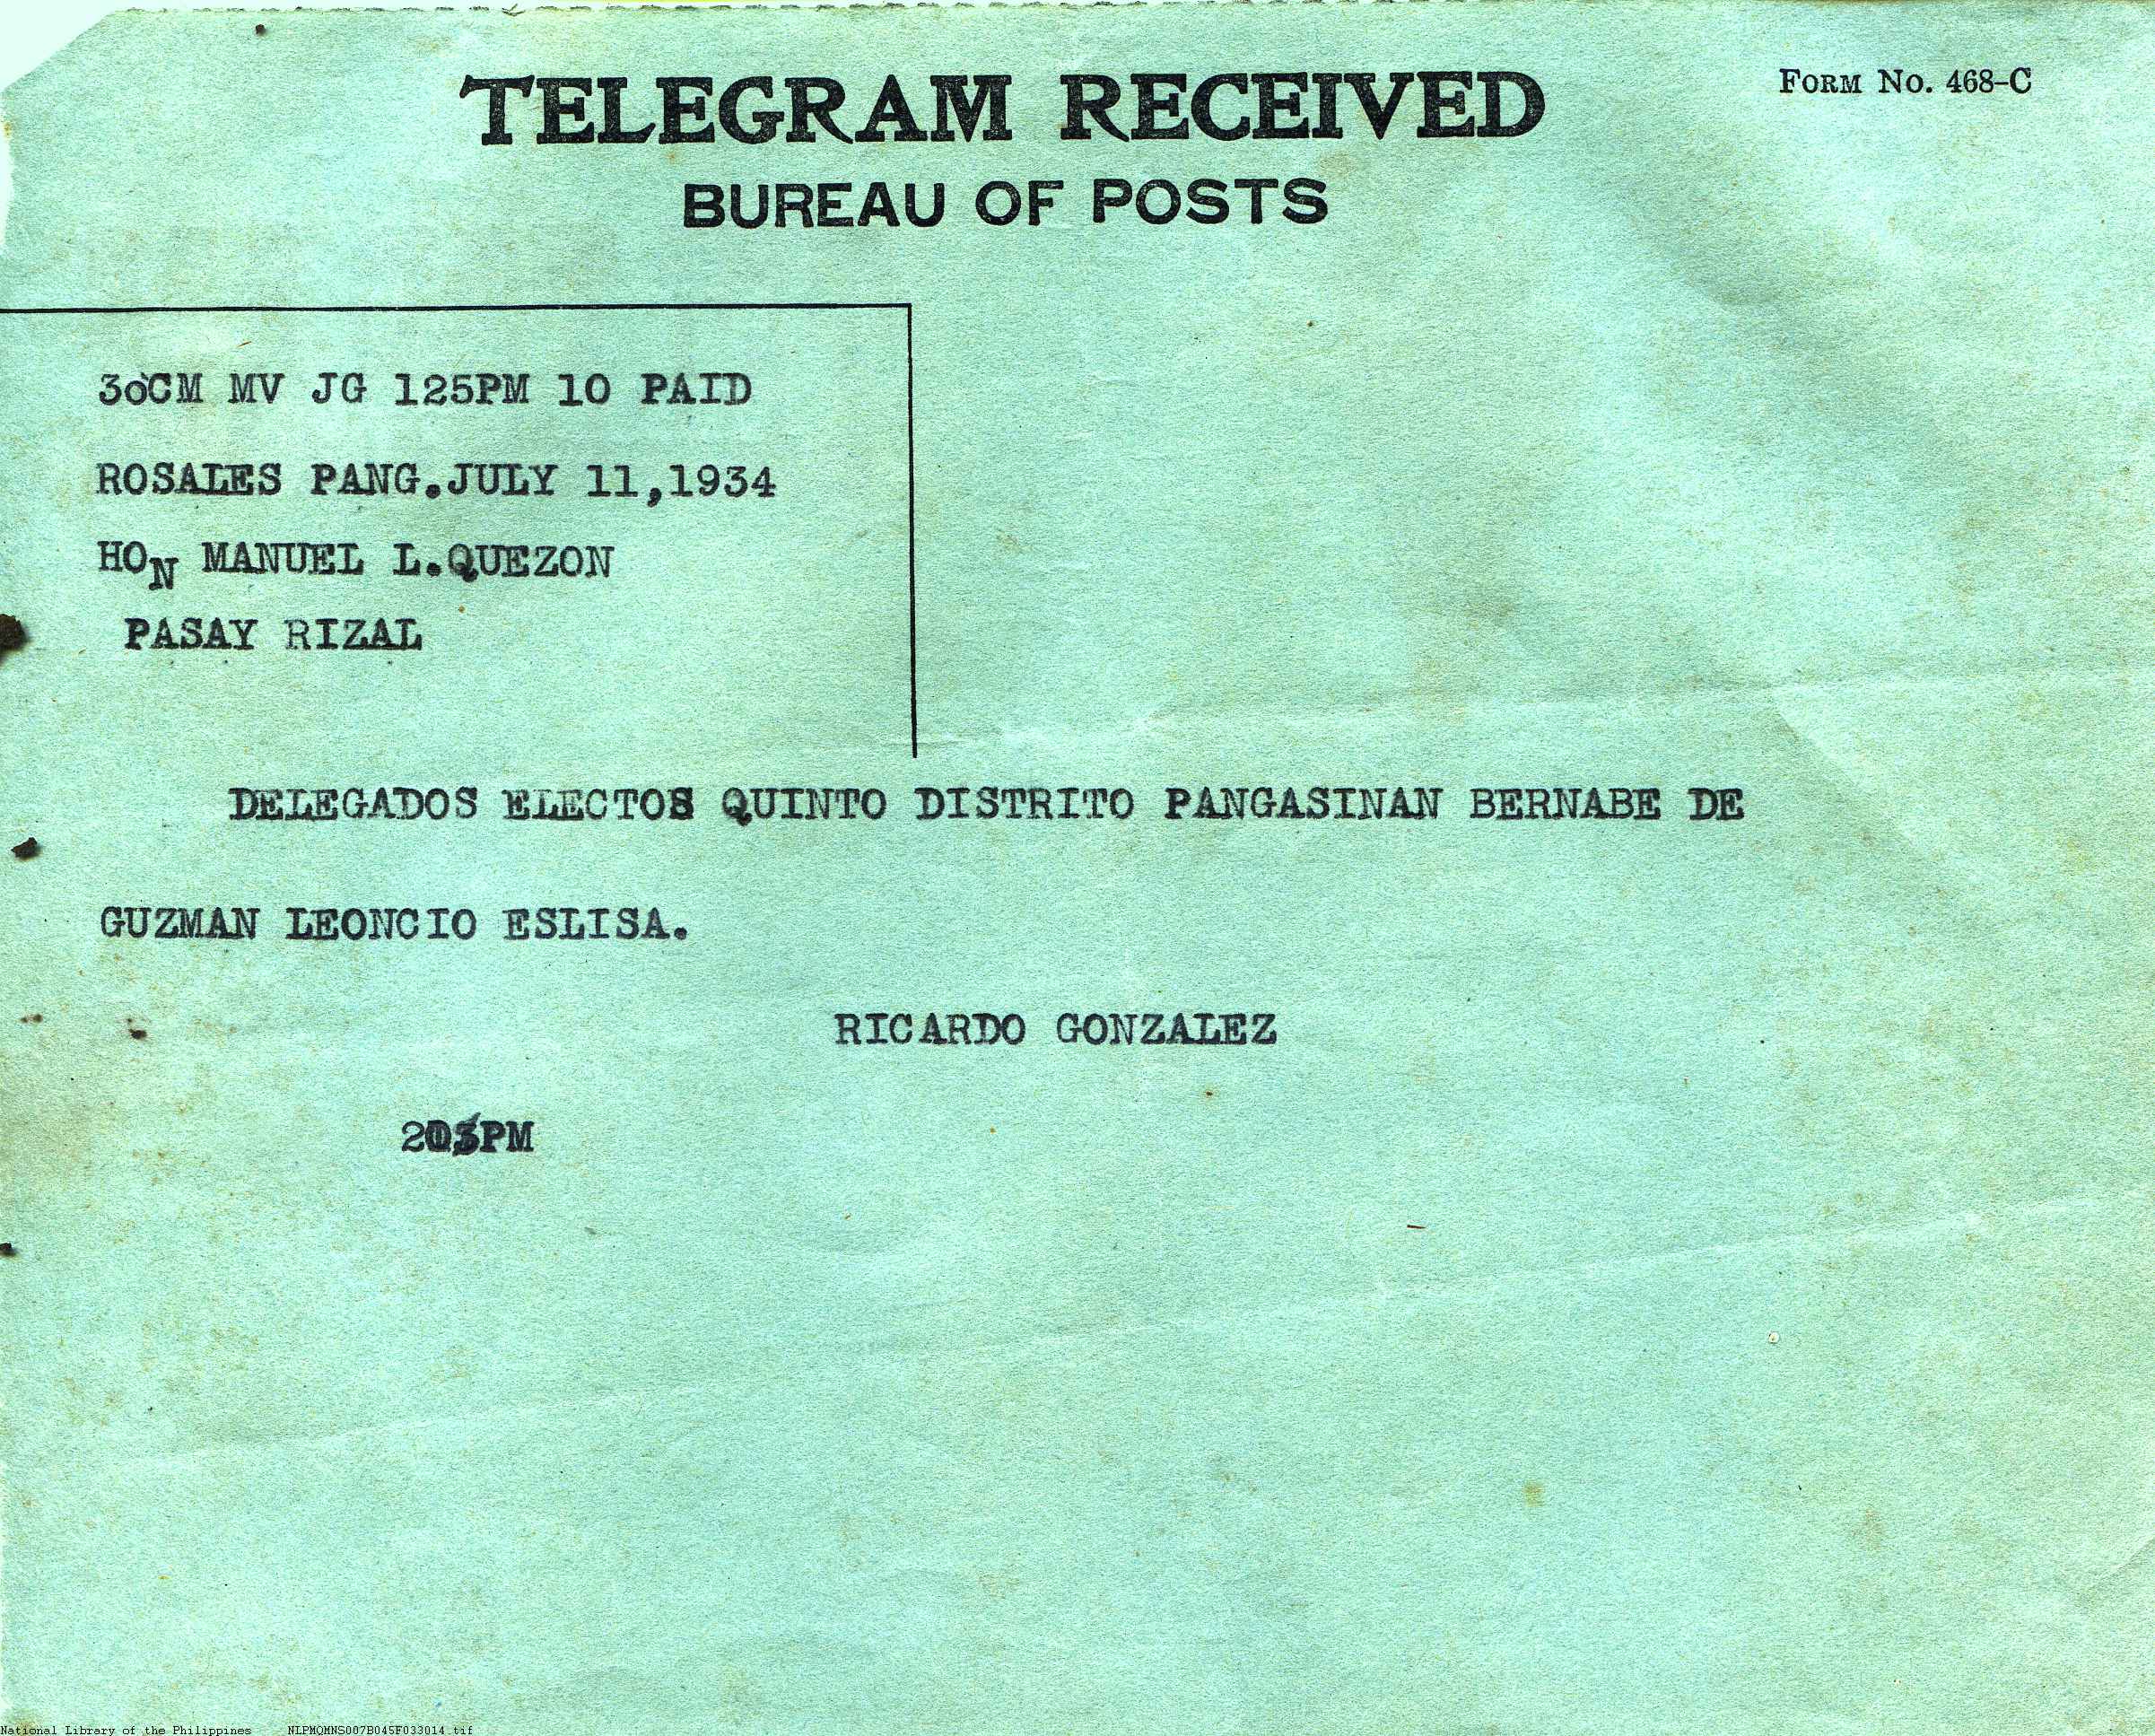 TELEGRAM RECEIVED
FORM No. 468-C
BUREAU OF POSTS
30CM MV JG 125PM 10 PAID
ROSALES PANG.JULY 11,1934
HON MANUEL L.QUEZON
PASAY RIZAL
DELEGADOS ELECTOS QUINTO DISTRITO PANGASINAN BERNABE DE
GUZMAN LEONCIO ESLISA.
RICARDO GONZALEZ
National Library of the Philippines NLPMQMNS007B045F033014.tif